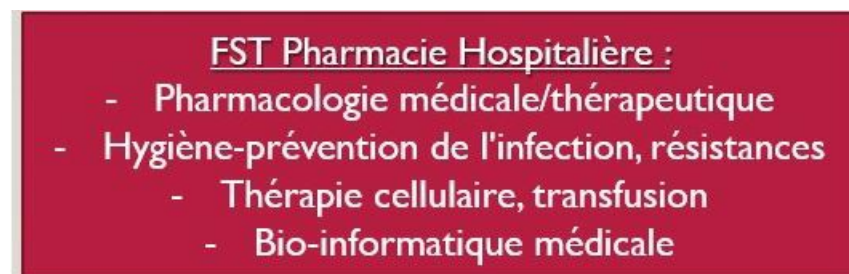 FST Pharmacie Hospitalière :
- Pharmacologie médicale/thérapeutique
- Hygiène-prévention de l'infection, résistances
- Thérapie cellulaire, transfusion
- Bio-informatique médicale